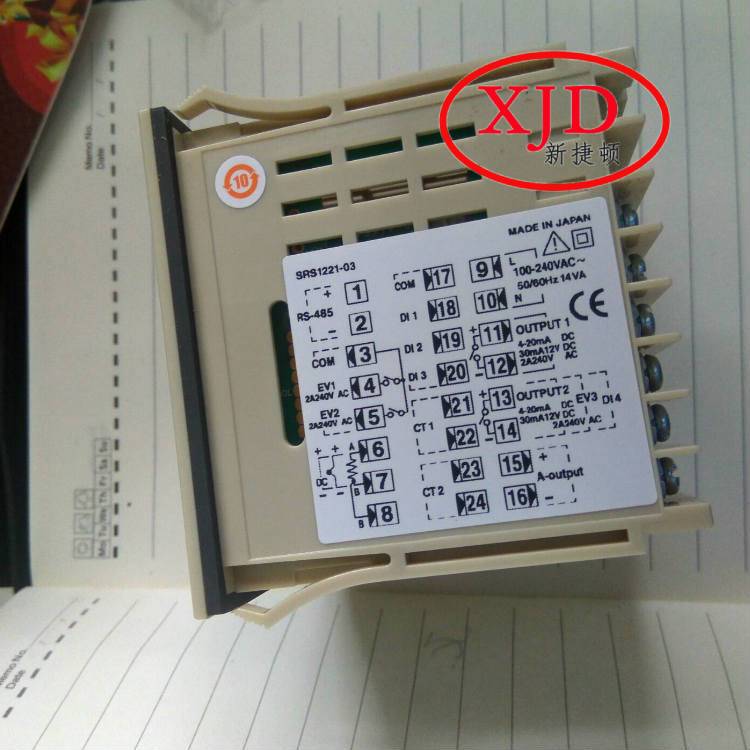 XJD
新捷顿
Memo No.
Date
10
MADE IN JAPAN
SRS1221-03
+
RS-485
-
1
2
COM
3
EV1
2A240V AC
4
EV2
2A240V AC
5
+ + A
DC
- - B
B
6
7
8
COM
17
DI 1
18
DI 2
19
DI 3
20
CT 1
21
22
CT 2
23
24
9
L
100-240VAC~
50/60Hz 14VA
10
N
CE
+
11
OUTPUT 1
4-20mA DC
30mA12V DC
2A240V AC
-
12
+
13
OUTPUT2
4-20mA DC
30mA12V DC
2A240V AC
-
14
EV3
DI 4
15
+
A-output
16
-
Mo Tu We Th Fr Sa Su
Memo No.
Date